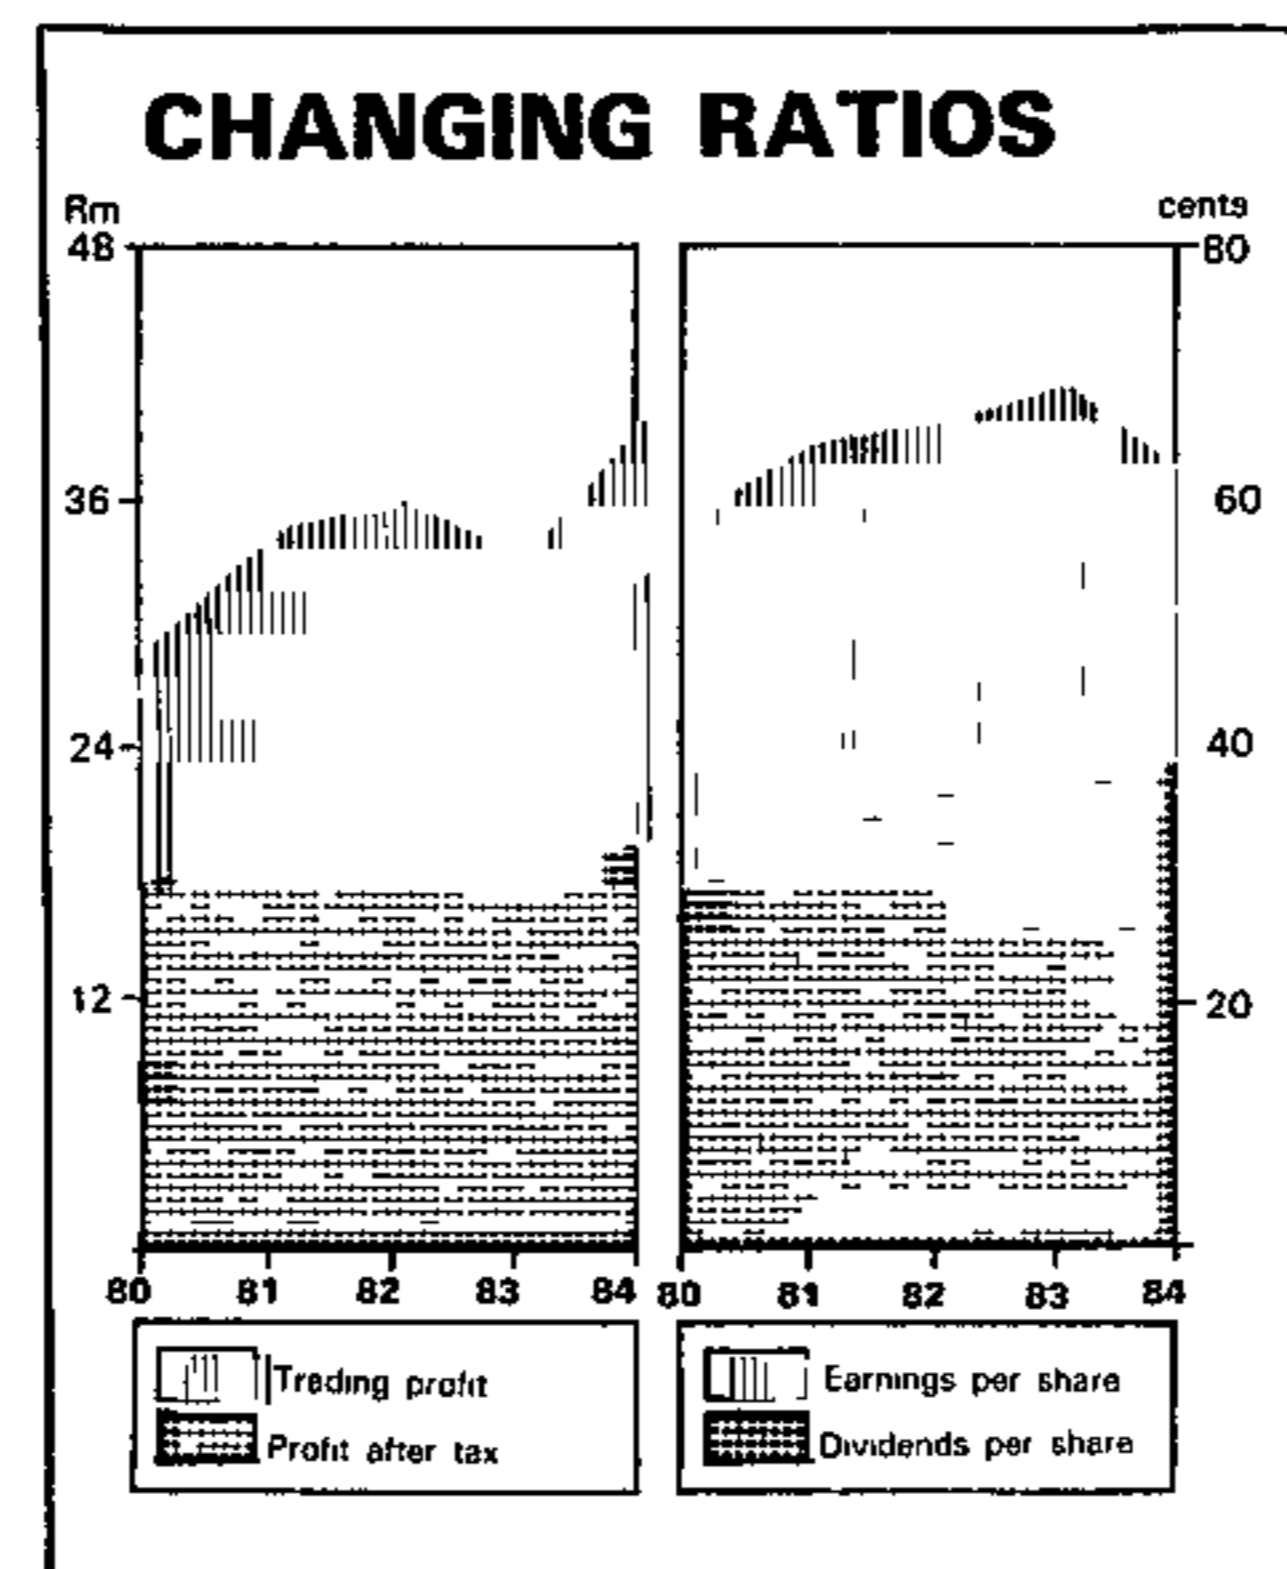 CHANGING RATIOS
Rm
cents
48
80
36
60
24
40
12
20
80 81 82 83 84
80 81 82 83 84
Trading profit
Profit after tax
Earnings per share
Dividends per share